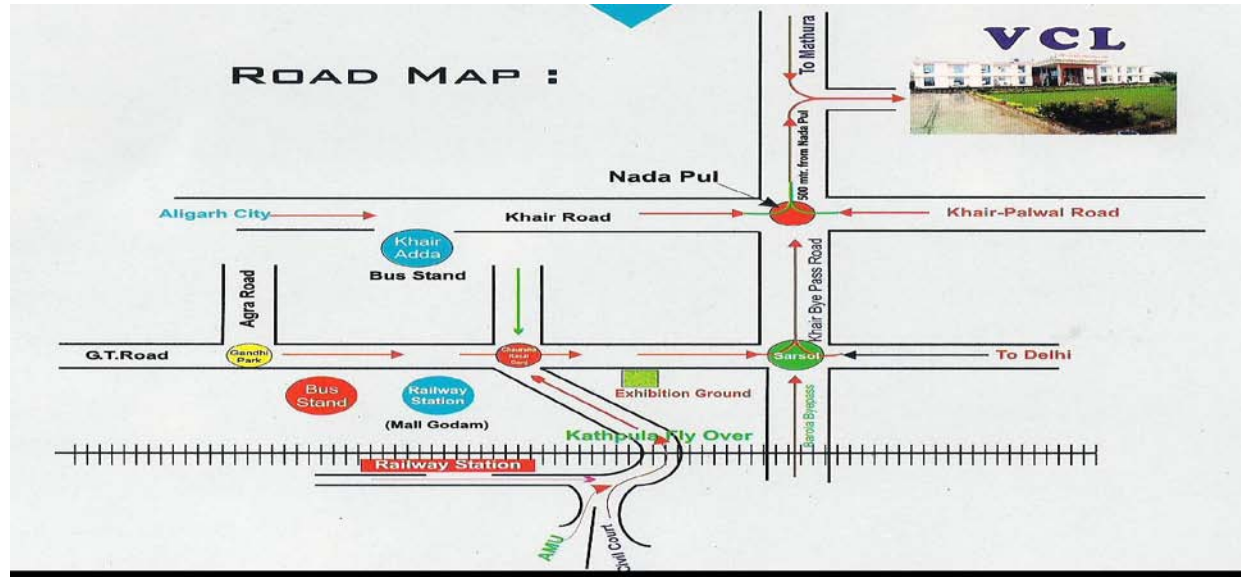 VCL
ROAD MAP :
To Mathura
500 mtr. from Nada Pul
Nada Pul
Aligarh City
Khair Road
Khair-Palwal Road
Khair
Adda
Bus Stand
Agra Road
Khair Bye Pass Road
G.T.Road
Gandhi
Park
Sarsol
To Delhi
Bus
Stand
Railway
Station
(Mall Godam)
Exhibition Ground
Barola Byepass
Kathpula Fly Over
Railway Station
AMU
Civil Court